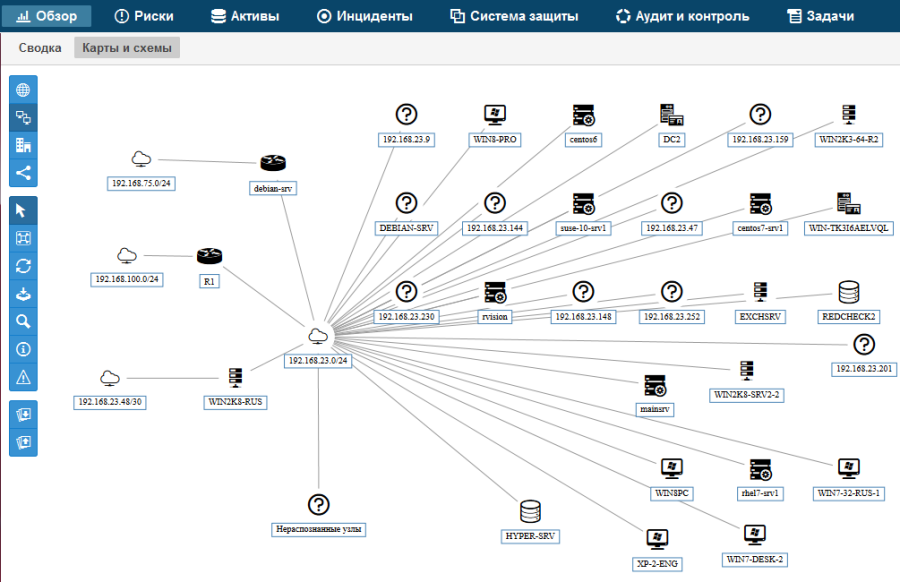 Обзор
Риски
Активы
Инциденты
Система защиты
Аудит и контроль
Задачи
Сводка
Карты и схемы
192.168.23.9
WIN8-PRO
centos6
DC2
192.168.23.159
WIN2K3-64-R2
192.168.75.0/24
debian-srv
DEBIAN-SRV
192.168.23.144
suse-10-srv1
192.168.23.47
centos7-srv1
WIN-TK3I6AELVQL
192.168.100.0/24
R1
192.168.23.230
rvision
192.168.23.148
192.168.23.252
EXCHSRV
REDCHECK2
192.168.23.0/24
192.168.23.201
192.168.23.48/30
WIN2K8-RUS
mainsrv
WIN2K8-SRV2-2
WIN8PC
rhel7-srv1
WIN7-32-RUS-1
Нераспознанные узлы
HYPER-SRV
XP-2-ENG
WIN7-DESK-2